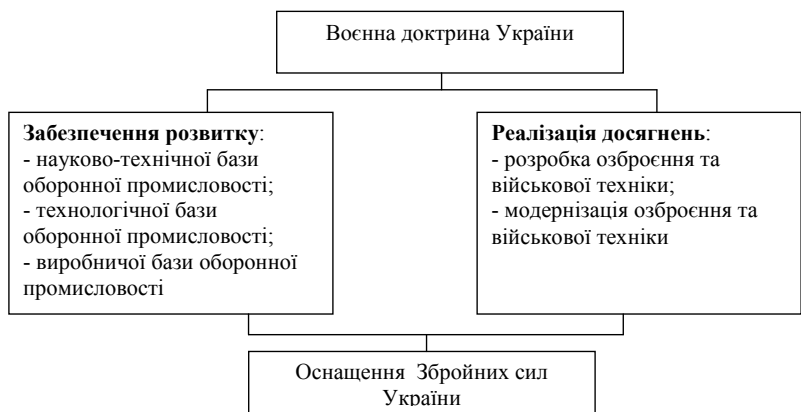 Воєнна доктрина України
Забезпечення розвитку:
- науково-технічної бази
оборонної промисловості;
- технологічної бази
оборонної промисловості;
- виробничої бази оборонної
промисловості
Реалізація досягнень:
- розробка озброєння та
військової техніки;
- модернізація озброєння та
військової техніки
Оснащення Збройних сил
України